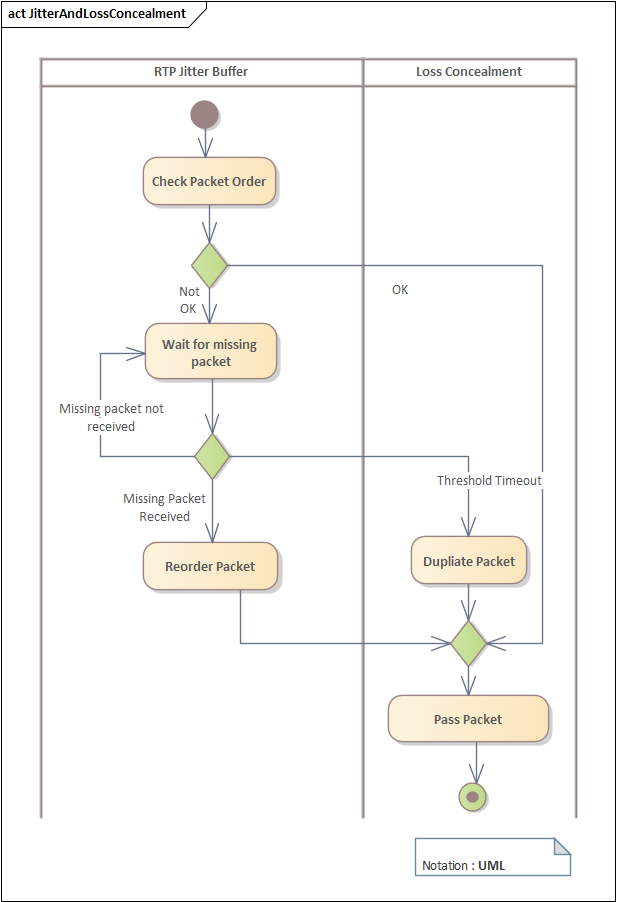 act JitterAndLossConcealment
RTP Jitter Buffer
Loss Concealment
Check Packet Order
Not
OK
OK
Wait for missing
packet
Missing packet not
received
Threshold Timeout
Missing Packet
Received
Reorder Packet
Dupliate Packet
Pass Packet
Notation : UML